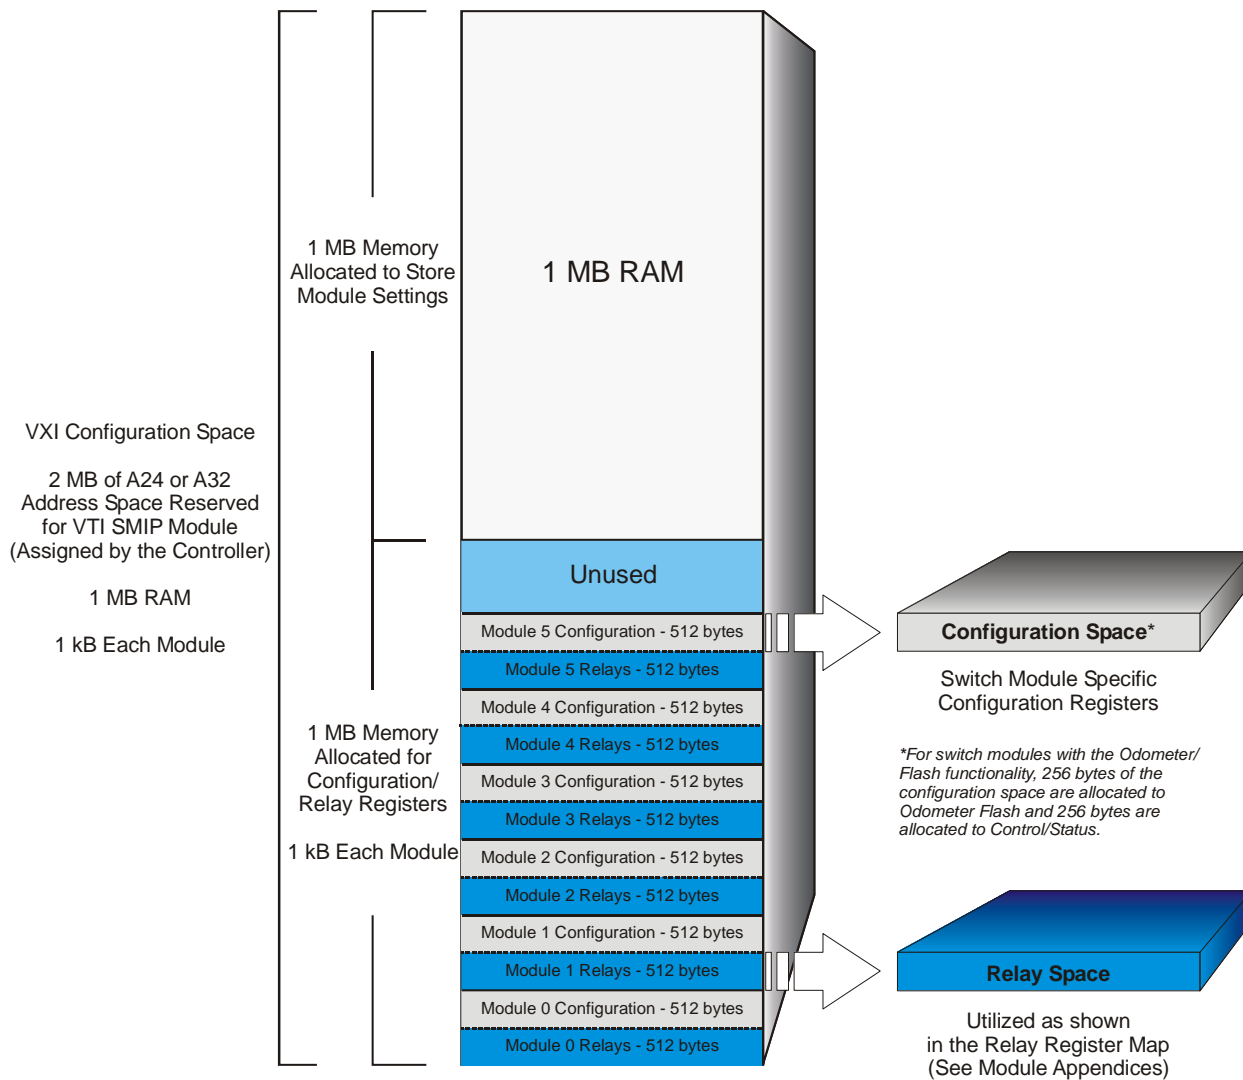 VXI Configuration Space
2 MB of A24 or A32
Address Space Reserved
for VTI SMIP Module
(Assigned by the Controller)
1 MB RAM
1 kB Each Module
1 MB Memory
Allocated to Store
Module Settings
1 MB Memory
Allocated for
Configuration/
Relay Registers
1 kB Each Module
1 MB RAM
Unused
Module 5 Configuration - 512 bytes
Module 5 Relays - 512 bytes
Module 4 Configuration - 512 bytes
Module 4 Relays - 512 bytes
Module 3 Configuration - 512 bytes
Module 3 Relays - 512 bytes
Module 2 Configuration - 512 bytes
Module 2 Relays - 512 bytes
Module 1 Configuration - 512 bytes
Module 1 Relays - 512 bytes
Module 0 Configuration - 512 bytes
Module 0 Relays - 512 bytes
Configuration Space*
Switch Module Specific
Configuration Registers
*For switch modules with the Odometer/
Flash functionality, 256 bytes of the
configuration space are allocated to
Odometer Flash and 256 bytes are
allocated to Control/Status.
Relay Space
Utilized as shown
in the Relay Register Map
(See Module Appendices)